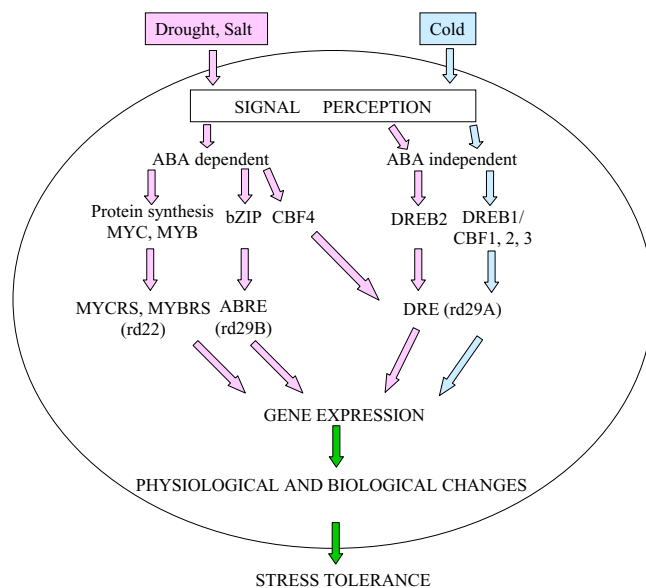 Drought, Salt
Cold
SIGNAL PERCEPTION
ABA dependent
ABA independent
Protein synthesis
MYC, MYB
bZIP
CBF4
DREB2
DREB1/
CBF1, 2, 3
MYCRS, MYBRS
(rd22)
ABRE
(rd29B)
DRE (rd29A)
GENE EXPRESSION
PHYSIOLOGICAL AND BIOLOGICAL CHANGES
STRESS TOLERANCE